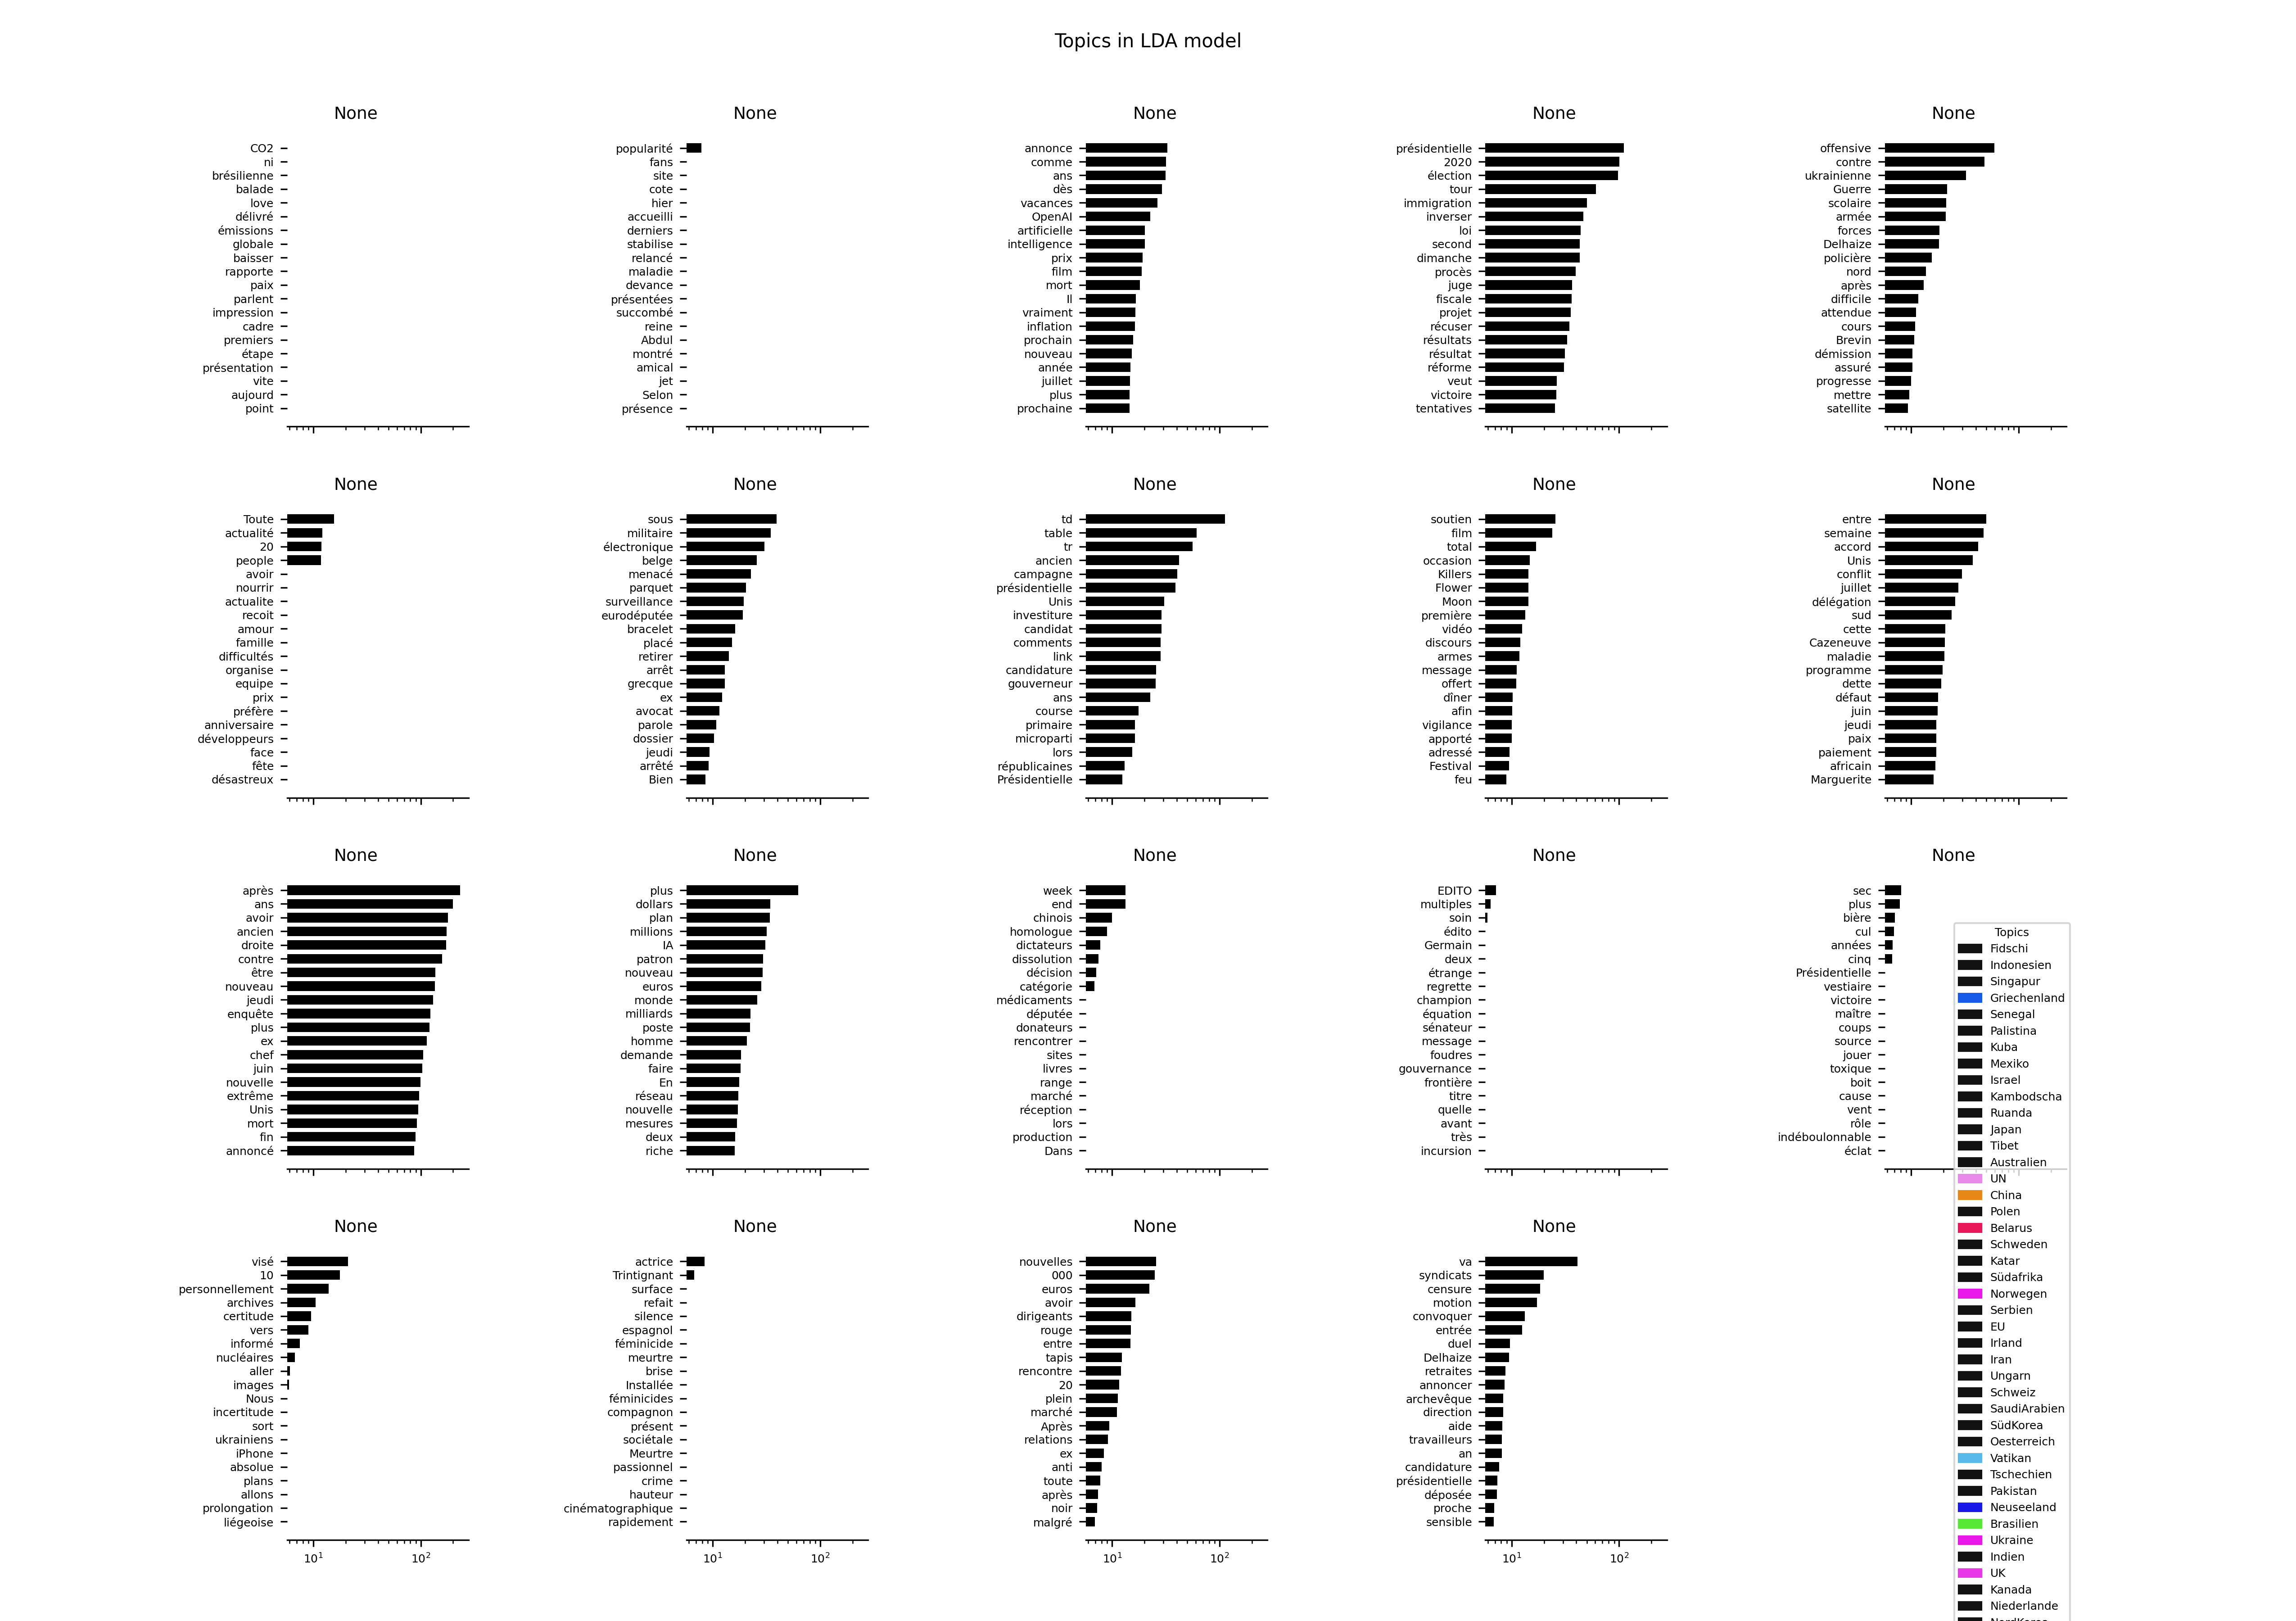 Topics in LDA model
None
CO2
ni
brésilienne
balade
love
délivré
émissions
globale
baisser
rapporte
paix
parlent
impression
cadre
premiers
étape
présentation
vite
aujourd
point
None
popularité
fans
site
cote
hier
accueilli
derniers
stabilise
relancé
maladie
devance
présentées
succombé
reine
Abdul
montré
amical
jet
Selon
présence
None
annonce
comme
ans
dès
vacances
OpenAI
artificielle
intelligence
prix
film
mort
Il
vraiment
inflation
prochain
nouveau
année
juillet
plus
prochaine
None
présidentielle
2020
élection
tour
immigration
inverser
loi
second
dimanche
procès
juge
fiscale
projet
récuser
résultats
résultat
réforme
veut
victoire
tentatives
None
offensive
contre
ukrainienne
Guerre
scolaire
armée
forces
Delhaize
policière
nord
après
difficile
attendue
cours
Brevin
démission
assuré
progresse
mettre
satellite
None
Toute
actualité
20
people
avoir
nourrir
actualite
recoit
amour
famille
difficultés
organise
equipe
prix
préfère
anniversaire
développeurs
face
fête
désastreux
None
sous
militaire
électronique
belge
menacé
parquet
surveillance
eurodéputée
bracelet
placé
retirer
arrêt
grecque
ex
avocat
parole
dossier
jeudi
arrêté
Bien
None
td
table
tr
ancien
campagne
présidentielle
Unis
investiture
candidat
comments
link
candidature
gouverneur
ans
course
primaire
microparti
lors
républicaines
Présidentielle
None
soutien
film
total
occasion
Killers
Flower
Moon
première
vidéo
discours
armes
message
offert
dîner
afin
vigilance
apporté
adressé
Festival
feu
None
entre
semaine
accord
Unis
conflit
juillet
délégation
sud
cette
Cazeneuve
maladie
programme
dette
défaut
juin
jeudi
paix
paiement
africain
Marguerite
None
après
ans
avoir
ancien
droite
contre
être
nouveau
jeudi
enquête
plus
ex
chef
juin
nouvelle
extrême
Unis
mort
fin
annoncé
None
plus
dollars
plan
millions
IA
patron
nouveau
euros
monde
milliards
poste
homme
demande
faire
En
réseau
nouvelle
mesures
deux
riche
None
week
end
chinois
homologue
dictateurs
dissolution
décision
catégorie
médicaments
députée
donateurs
rencontrer
sites
livres
range
marché
réception
lors
production
Dans
None
EDITO
multiples
soin
édito
Germain
deux
étrange
regrette
champion
équation
sénateur
message
foudres
gouvernance
frontière
titre
quelle
avant
très
incursion
None
sec
plus
bière
cul
années
cinq
Présidentielle
vestiaire
victoire
maître
coups
source
jouer
toxique
boit
cause
vent
rôle
indéboulonnable
éclat
None
visé
10
personnellement
archives
certitude
vers
informé
nucléaires
aller
images
Nous
incertitude
sort
ukrainiens
iPhone
absolue
plans
allons
prolongation
liégeoise
10¹ 10²
None
actrice
Trintignant
surface
refait
silence
espagnol
féminicide
meurtre
brise
Installée
féminicides
compagnon
présent
sociétale
Meurtre
passionnel
crime
hauteur
cinématographique
rapidement
10¹ 10²
None
nouvelles
000
euros
avoir
dirigeants
rouge
entre
tapis
rencontre
20
plein
marché
Après
relations
ex
anti
toute
après
noir
malgré
10¹ 10²
None
va
syndicats
censure
motion
convoquer
entrée
duel
Delhaize
retraites
annoncer
archevêque
direction
aide
travailleurs
an
candidature
présidentielle
déposée
proche
sensible
10¹ 10²
Topics
Fidschi
Indonesien
Singapur
Griechenland
Senegal
Palistina
Kuba
Mexiko
Israel
Kambodscha
Ruanda
Japan
Tibet
Australien
UN
China
Polen
Belarus
Schweden
Katar
Südafrika
Norwegen
Serbien
EU
Irland
Iran
Ungarn
Schweiz
SaudiArabien
SüdKorea
Oesterreich
Vatikan
Tschechien
Pakistan
Neuseeland
Brasilien
Ukraine
Indien
UK
Kanada
Niederlande